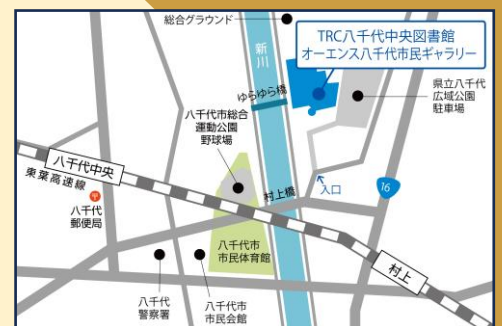 総合グラウンド
新川
TRC八千代中央図書館
オーエンス八千代市民ギャラリー
ゆらゆら橋
県立八千代
広域公園
駐車場
八千代市総合
運動公園
野球場
八千代中央
東葉高速線
〒
八千代
郵便局
村上橋
入口
16
八千代市
市民体育館
村上
八千代
警察署
八千代市
市民会館